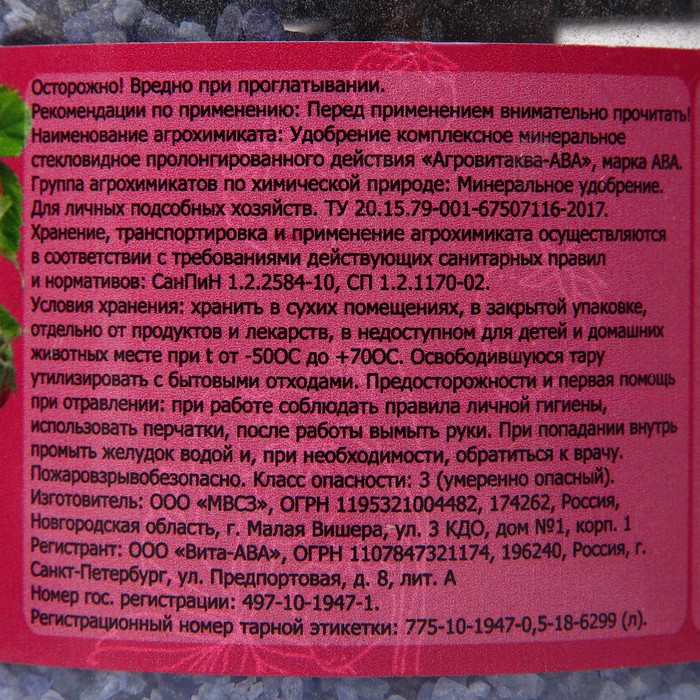 Осторожно! Вредно при проглатывании.
Рекомендации по применению: Перед применением внимательно прочитать!
Наименование агрохимиката: Удобрение комплексное минеральное
стекловидное пролонгированного действия «Агровитаква-АВА», марка АВА.
Группа агрохимикатов по химической природе: Минеральное удобрение.
Для личных подсобных хозяйств. ТУ 20.15.79-001-67507116-2017.
Хранение, транспортировка и применение агрохимиката осуществляются
в соответствии с требованиями действующих санитарных правил
и нормативов: СанПиН 1.2.2584-10, СП 1.2.1170-02.
Условия хранения: хранить в сухих помещениях, в закрытой упаковке,
отдельно от продуктов и лекарств, в недоступном для детей и домашних
животных месте при t от -50ОС до +70ОС. Освободившуюся тару
утилизировать с бытовыми отходами. Предосторожности и первая помощь
при отравлении: при работе соблюдать правила личной гигиены,
использовать перчатки, после работы вымыть руки. При попадании внутрь
промыть желудок водой и, при необходимости, обратиться к врачу.
Пожаровзрывобезопасно. Класс опасности: 3 (умеренно опасный).
Изготовитель: ООО «МВСЗ», ОГРН 1195321004482, 174262, Россия,
Новгородская область, г. Малая Вишера, ул. 3 КДО, дом №1, корп. 1
Регистрант: ООО «Вита-АВА», ОГРН 1107847321174, 196240, Россия, г.
Санкт-Петербург, ул. Предпортовая, д. 8, лит. А
Номер гос. регистрации: 497-10-1947-1.
Регистрационный номер тарной этикетки: 775-10-1947-0,5-18-6299 (л).